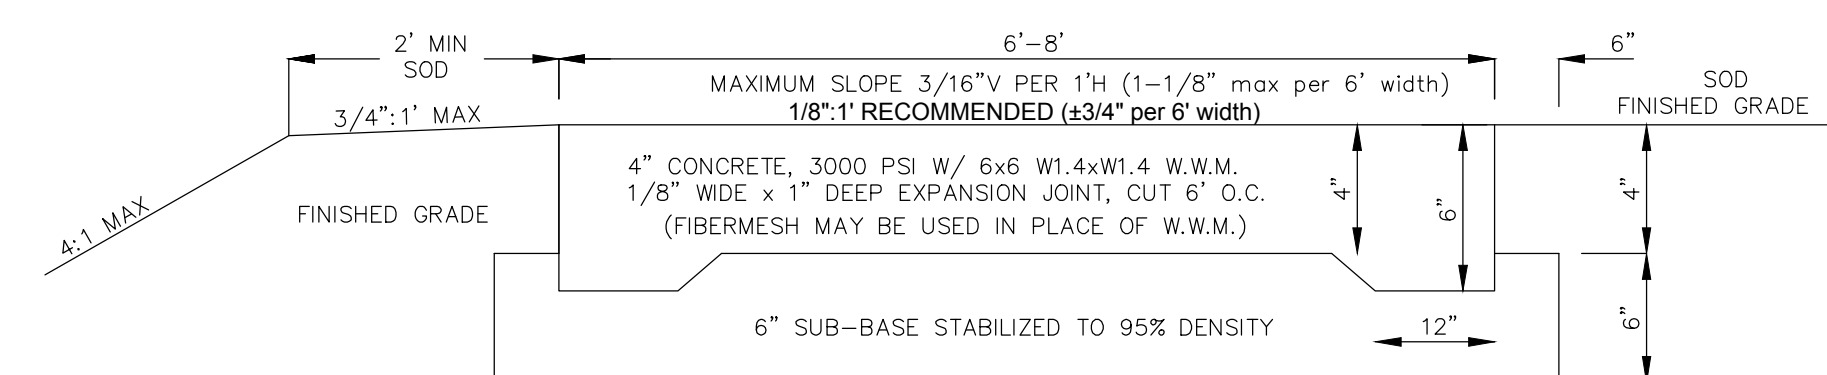 2' MIN
SOD
6'-8'
6"
MAXIMUM SLOPE 3/16"V PER 1'H (1-1/8" max per 6' width)
1/8":1' RECOMMENDED (±3/4" per 6' width)
SOD
FINISHED GRADE
3/4":1' MAX
4:1 MAX
FINISHED GRADE
4" CONCRETE, 3000 PSI W/ 6x6 W1.4xW1.4 W.W.M.
1/8" WIDE x 1" DEEP EXPANSION JOINT, CUT 6' O.C.
(FIBERMESH MAY BE USED IN PLACE OF W.W.M.)
4"
6"
4"
6" SUB-BASE STABILIZED TO 95% DENSITY
12"
6"